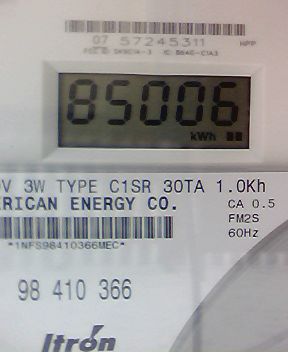 07 57245311
85006
kWh
V 3W TYPE C1SR 30TA 1.0Kh
RICAN ENERGY CO.
CA 0.5
FM2S
60Hz
*1NFS98410366MEC*
98 410 366
Itrón